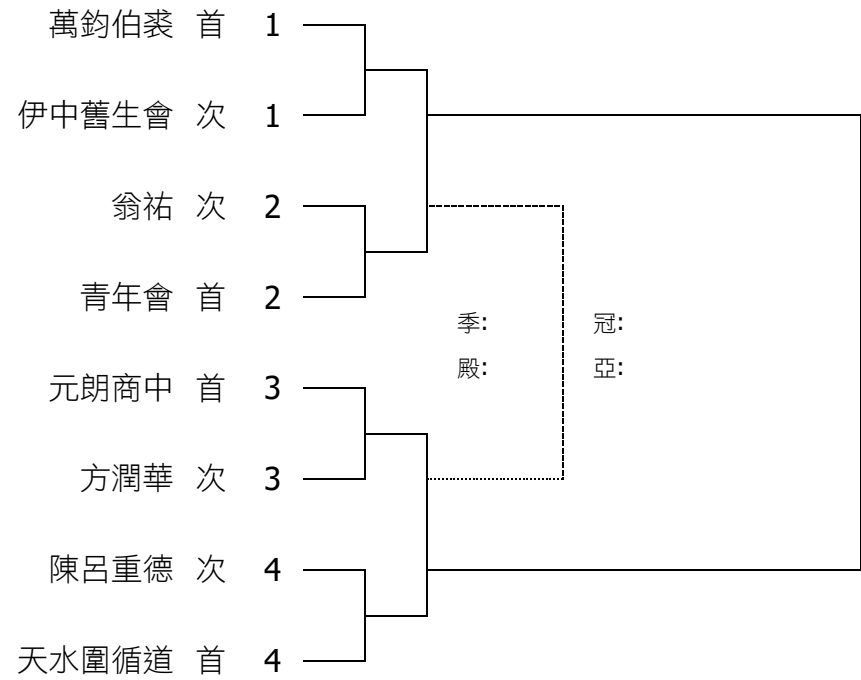 萬鈞伯裘 首 1
伊中舊生會 次 1
翁祐 次 2
青年會 首 2
季: 冠:
殿: 亞:
元朗商中 首 3
方潤華 次 3
陳呂重德 次 4
天水圍循道 首 4